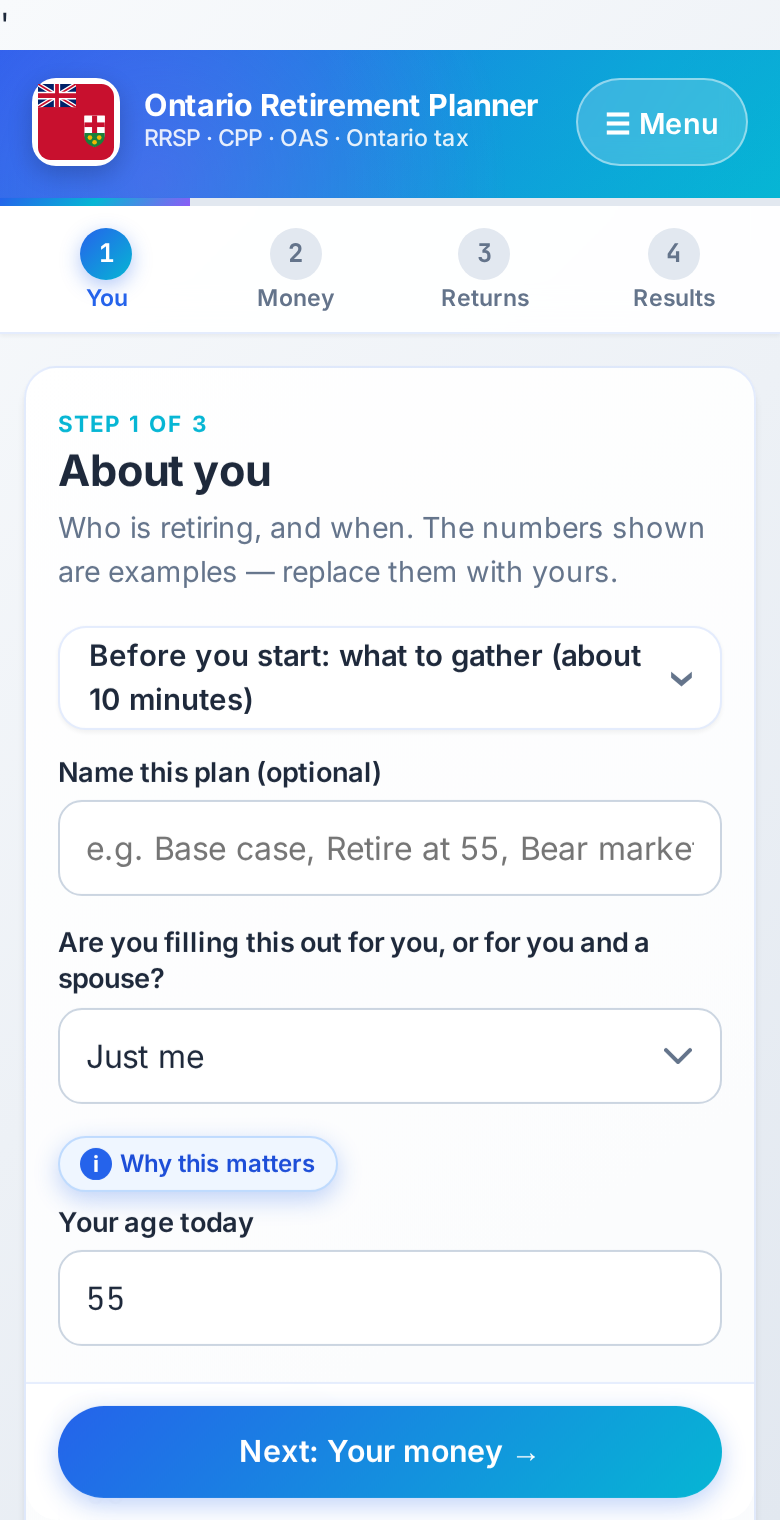 '
Ontario Retirement Planner
RRSP · CPP · OAS · Ontario tax
☰ Menu
1
You
2
Money
3
Returns
4
Results
STEP 1 OF 3
About you
Who is retiring, and when. The numbers shown
are examples — replace them with yours.
Before you start: what to gather (about
10 minutes)
Name this plan (optional)
e.g. Base case, Retire at 55, Bear market
Are you filling this out for you, or for you and a
spouse?
Just me
i Why this matters
Your age today
55
Next: Your money →